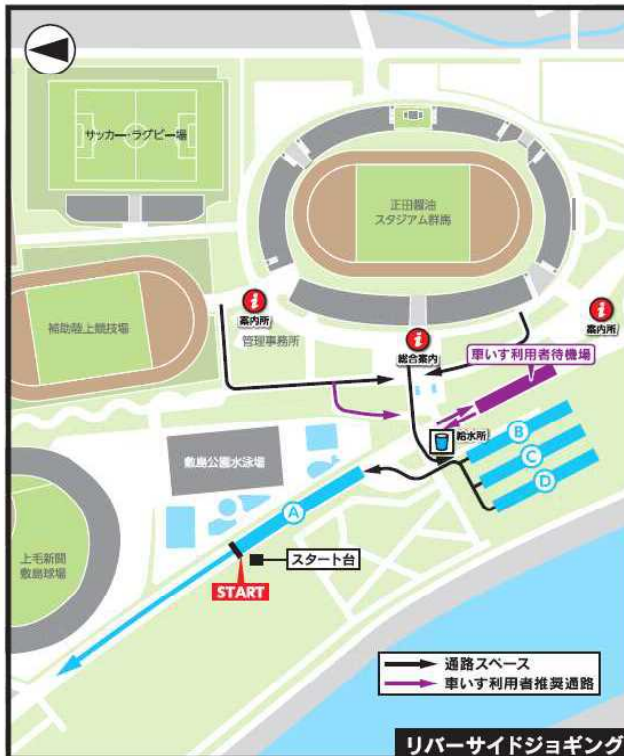 サッカー・ラグビー場
正田醤油
スタジアム群馬
補助陸上競技場
案内所
管理事務所
総合案内
案内所
車いす利用者待機場
給水所
B
C
D
敷島公園水泳場
A
上毛新聞
敷島球場
スタート台
START
通路スペース
車いす利用者推奨通路
リバーサイドジョギング